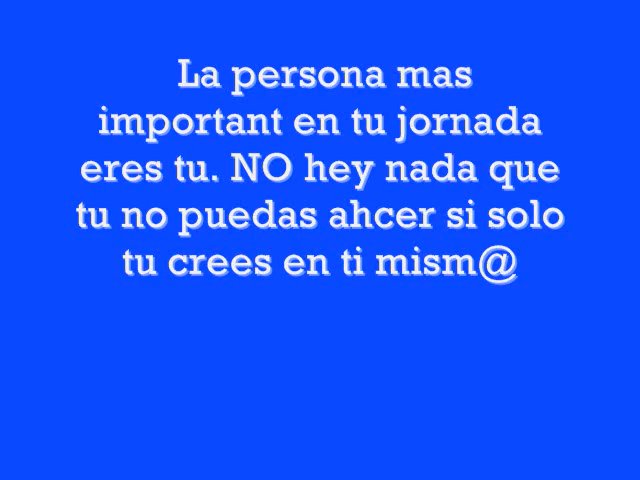 La persona mas
important en tu jornada
eres tu. NO hey nada que
tu no puedas ahcer si solo
tu crees en ti mism@